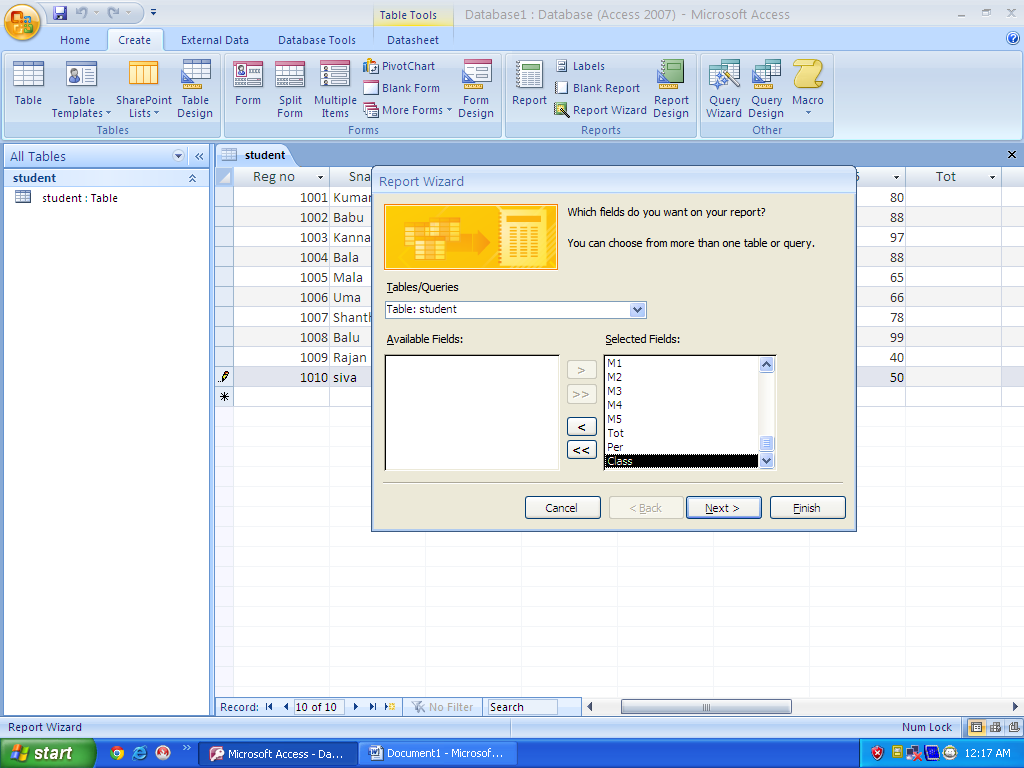 Table Tools
Database1 : Database (Access 2007) - Microsoft Access
Home Create External Data Database Tools Datasheet
Table
Table Templates
SharePoint Lists
Table Design
Tables
Form
Split Form
Multiple Items
PivotChart
Blank Form
More Forms
Form Design
Forms
Report
Labels
Blank Report
Report Wizard
Report Design
Reports
Query Wizard
Query Design
Macro
Other
All Tables
«
student
student : Table
student
Reg no Sna Tot
1001 Kumar 80
1002 Babu 88
1003 Kanna 97
1004 Bala 88
1005 Mala 65
1006 Uma 66
1007 Shanth 78
1008 Balu 99
1009 Rajan 40
1010 siva 50
Report Wizard
Which fields do you want on your report?
You can choose from more than one table or query.
Tables/Queries
Table: student
Available Fields:
Selected Fields:
>
>>
<
<<
M1
M2
M3
M4
M5
Tot
Per
Class
Cancel
< Back
Next >
Finish
Record: 10 of 10 No Filter Search
Report Wizard
Num Lock
start
Microsoft Access - Da...
Document1 - Microsof...
12:17 AM